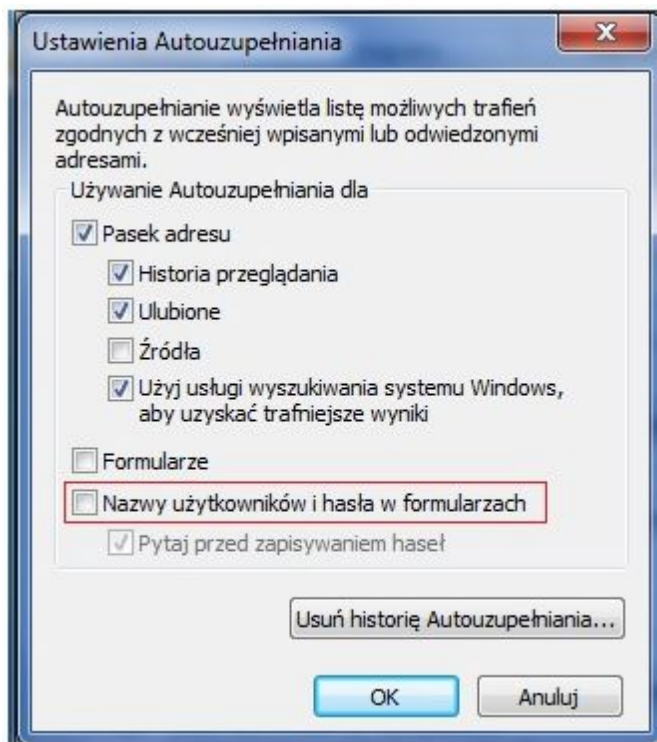 Ustawienia Autouzupełniania
Autouzupełnianie wyświetla listę możliwych trafień
zgodnych z wcześniej wpisanymi lub odwiedzonymi
adresami.
Używanie Autouzupełniania dla
Pasek adresu
Historia przeglądania
Ulubione
Źródła
Użyj usługi wyszukiwania systemu Windows,
aby uzyskać trafniejsze wyniki
Formularze
Nazwy użytkowników i hasła w formularzach
Pytaj przed zapisywaniem haseł
Usuń historię Autouzupełniania...
OK
Anuluj